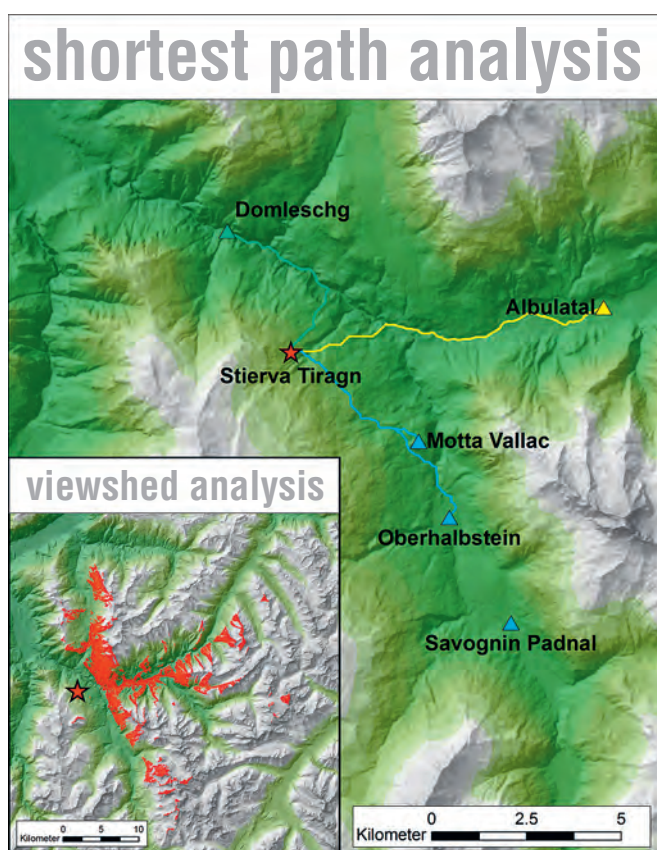 shortest path analysis
Domleschg
Albulatal
Stierva Tiragn
Motta Vallac
viewshed analysis
Oberhalbstein
Savognin Padnal
Kilometer 0 5 10
Kilometer 0 2.5 5